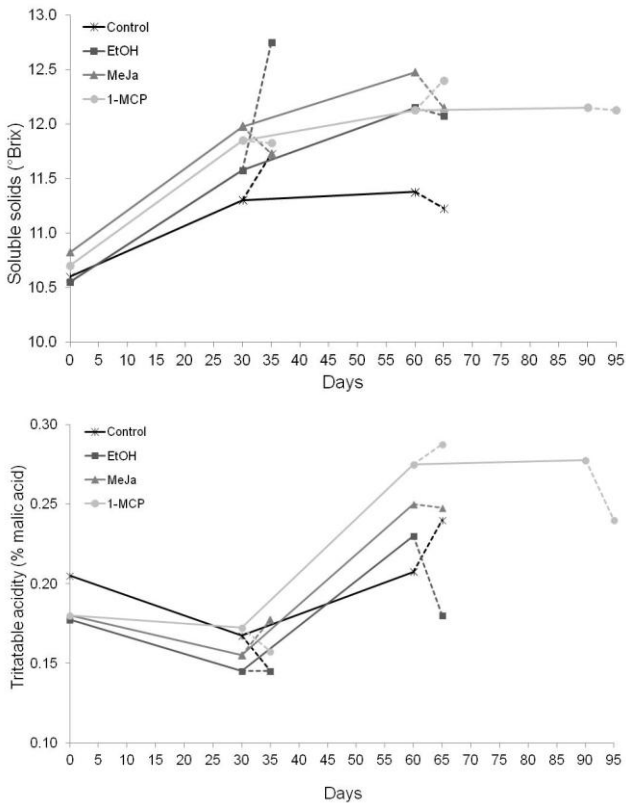 Control
EtOH
MeJa
1-MCP
Soluble solids (°Brix)
13.0
12.5
12.0
11.5
11.0
10.5
10.0
0 5 10 15 20 25 30 35 40 45 50 55 60 65 70 75 80 85 90 95
Days
Control
EtOH
MeJa
1-MCP
Tritatable acidity (% malic acid)
0.30
0.25
0.20
0.15
0.10
0 5 10 15 20 25 30 35 40 45 50 55 60 65 70 75 80 85 90 95
Days